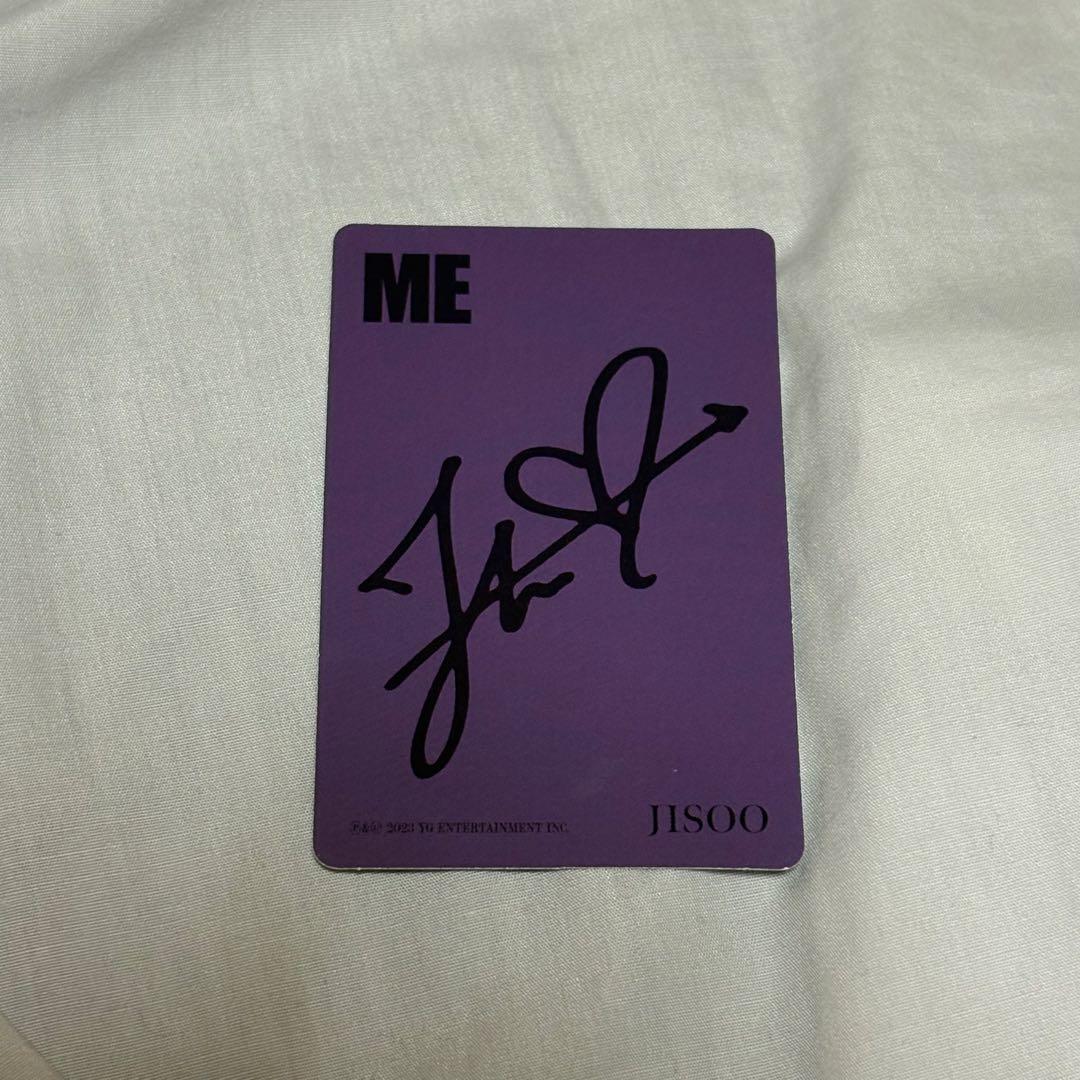 ME
℗&© 2023 YG ENTERTAINMENT INC.
JISOO